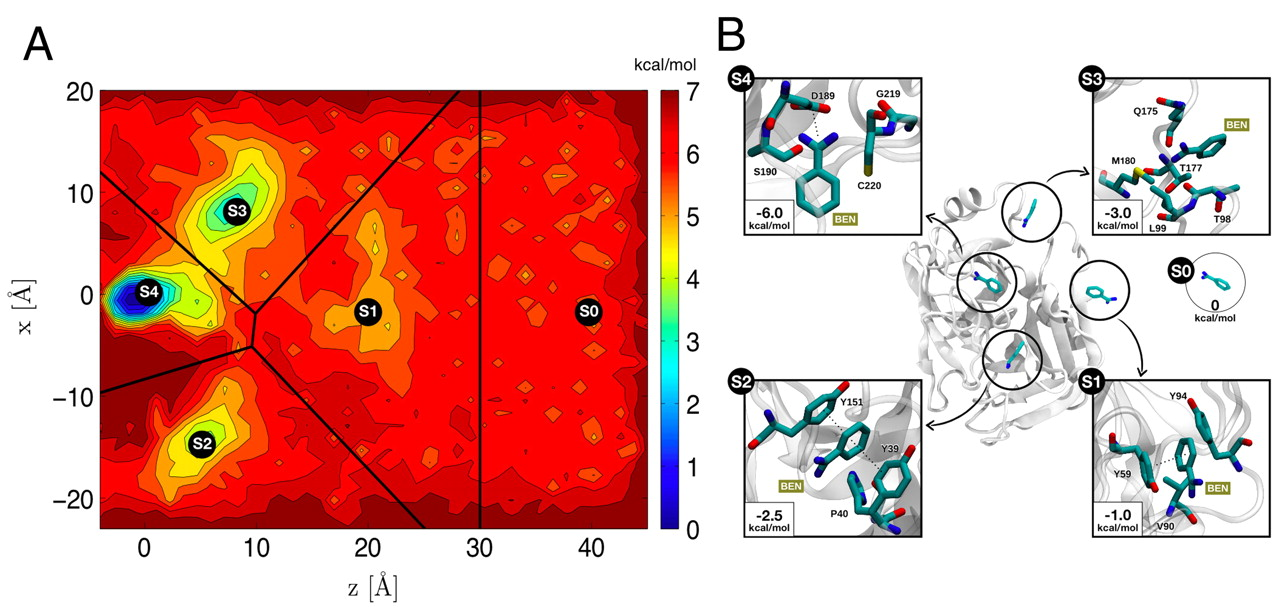 A
kcal/mol
20
10
0
−10
−20
x [Å]
0
10
20
30
40
z [Å]
S3
S4
S1
S0
S2
7
6
5
4
3
2
1
0
B
S4
D189
G219
S190
C220
BEN
-6.0
kcal/mol
S3
Q175
BEN
M180
T177
T98
L99
-3.0
kcal/mol
S0
0
kcal/mol
S2
Y151
Y39
BEN
P40
-2.5
kcal/mol
S1
Y94
Y59
BEN
V90
-1.0
kcal/mol